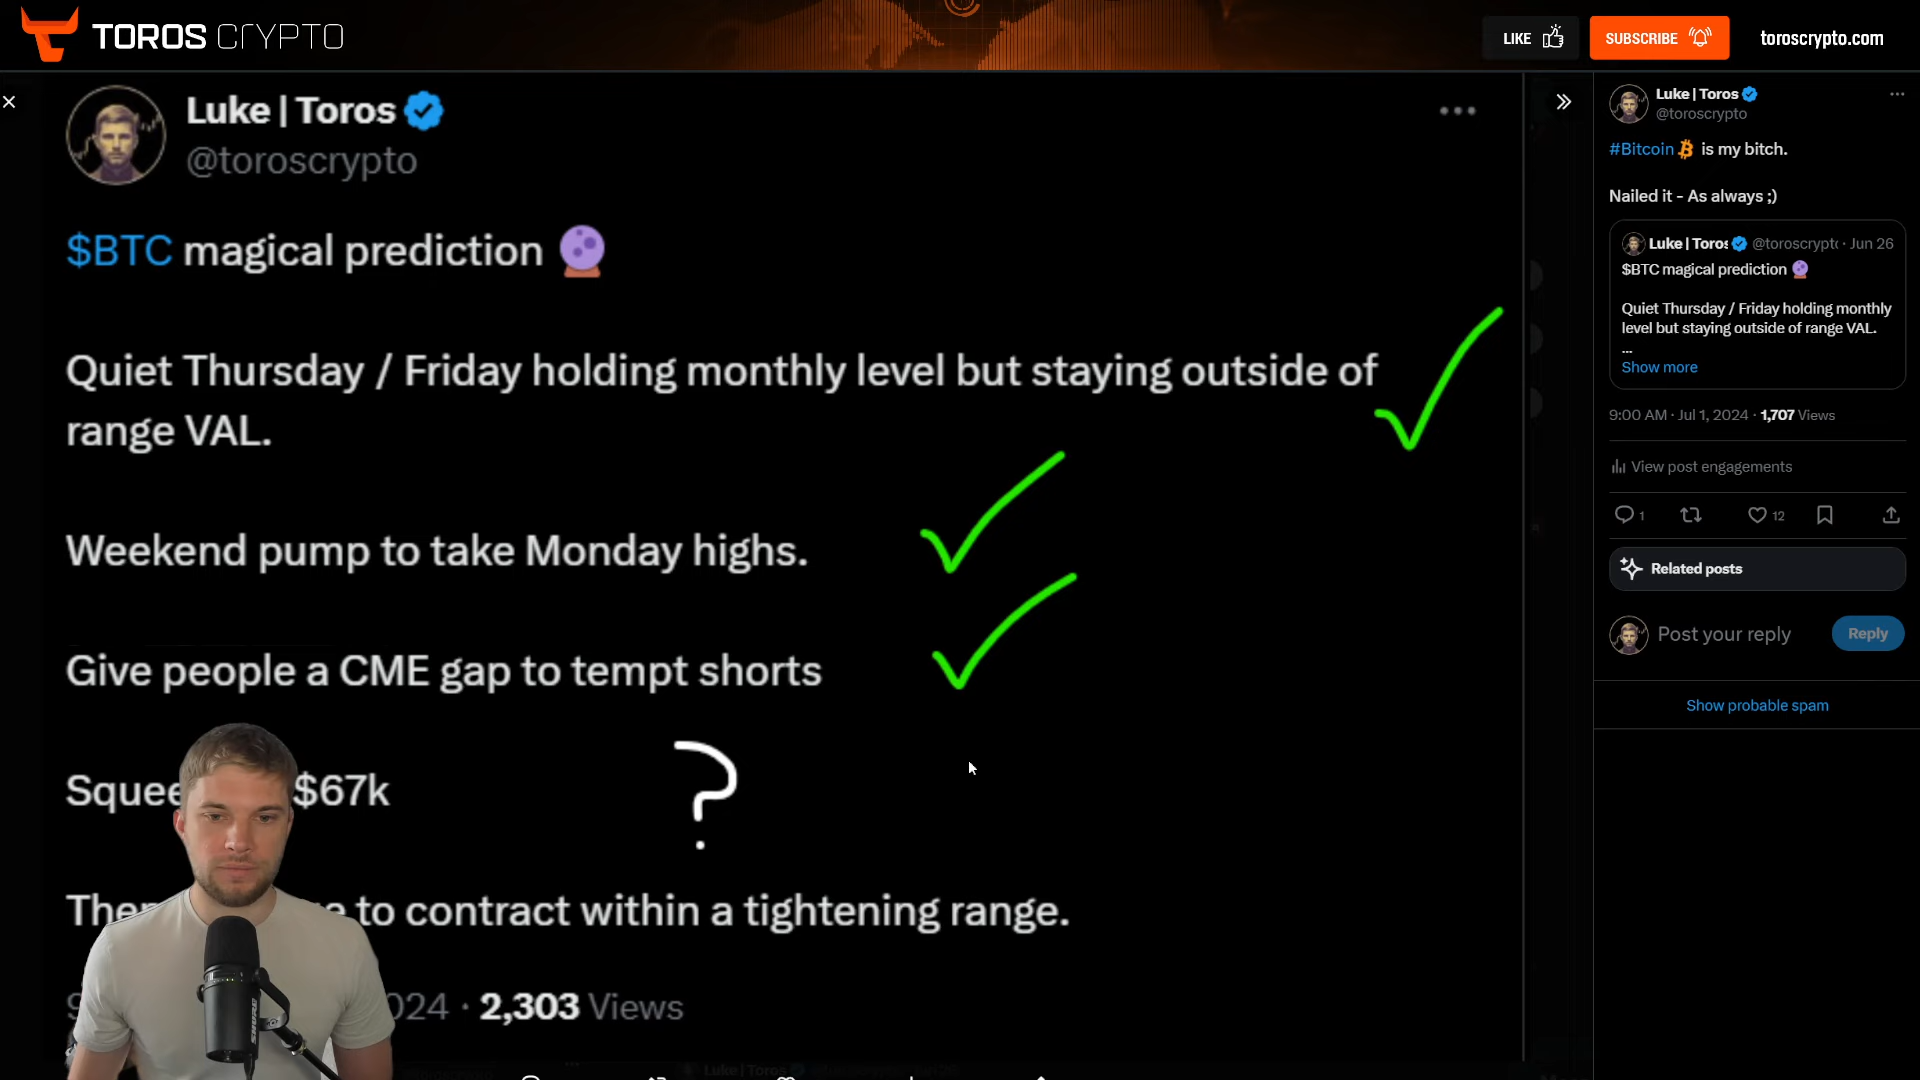 TOROS CRYPTO
LIKE
SUBSCRIBE
toroscrypto.com
Luke | Toros
@toroscrypto
$BTC magical prediction 🔮
Quiet Thursday / Friday holding monthly level but staying outside of
range VAL.
Weekend pump to take Monday highs.
Give people a CME gap to tempt shorts
$67k
?
to contract within a tightening range.
024 · 2,303 Views
Luke | Toros
@toroscrypto
#Bitcoin is my bitch.
Nailed it - As always ;)
Luke | Toros @toroscrypto · Jun 26
$BTC magical prediction 🔮
Quiet Thursday / Friday holding monthly
level but staying outside of range VAL.
...
Show more
9:00 AM · Jul 1, 2024 · 1,707 Views
View post engagements
1
12
Related posts
Post your reply
Reply
Show probable spam
Luke | Toros